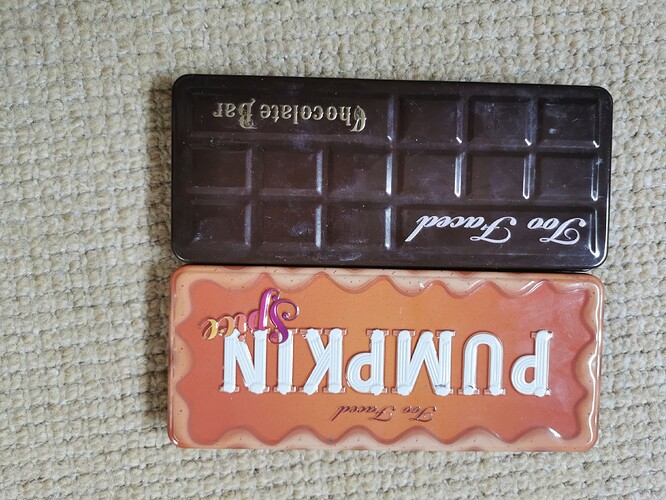 Too Faced
PUMPKIN
Spice
Too Faced
Chocolate Bar